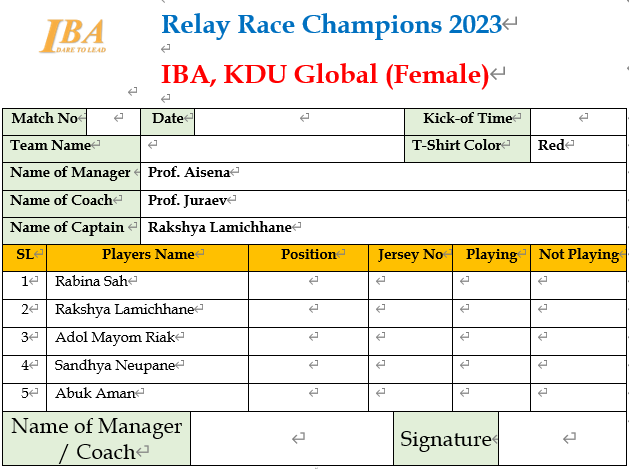 IBA
DARE TO LEAD
Relay Race Champions 2023
IBA, KDU Global (Female)
Match No Date Kick-of Time
Team Name T-Shirt Color Red
Name of Manager Prof. Aisena
Name of Coach Prof. Juraev
Name of Captain Rakshya Lamichhane
SL Players Name Position Jersey No Playing Not Playing
1 Rabina Sah
2 Rakshya Lamichhane
3 Adol Mayom Riak
4 Sandhya Neupane
5 Abuk Aman
Name of Manager
/ Coach Signature